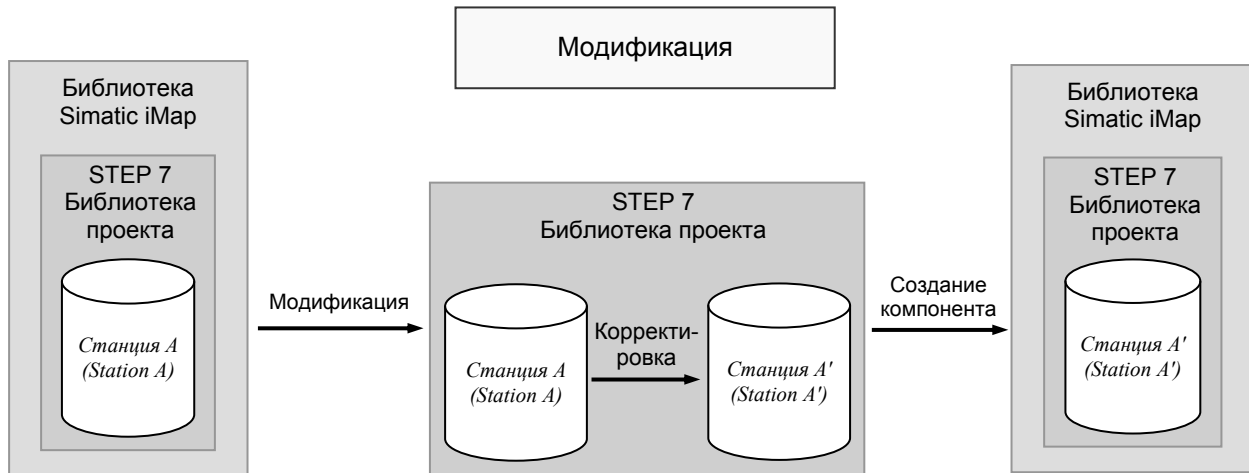 Модификация
Библиотека
Simatic iMap
STEP 7
Библиотека
проекта
Станция A
(Station A)
Модификация
STEP 7
Библиотека проекта
Станция A
(Station A)
Корректи-
ровка
Станция A'
(Station A')
Создание
компонента
Библиотека
Simatic iMap
STEP 7
Библиотека
проекта
Станция A'
(Station A')